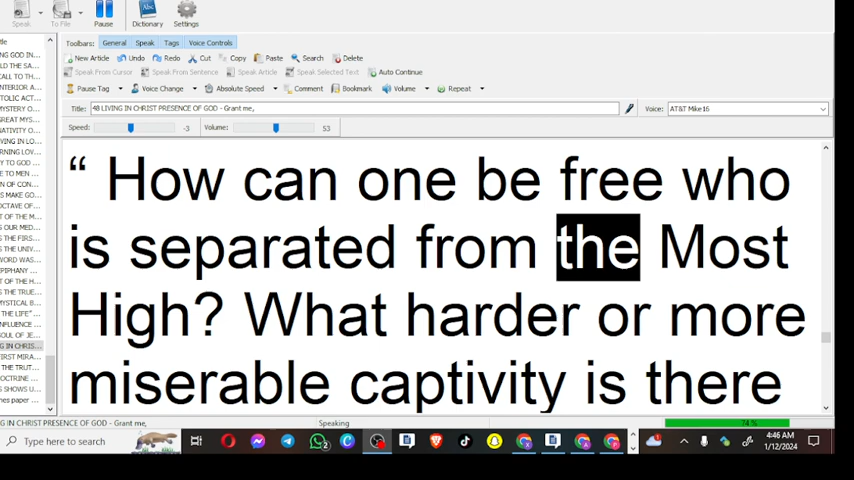 Speak To File Pause Dictionary Settings
Toolbars: General Speak Tags Voice Controls
New Article Undo Redo Cut Copy Paste Search Delete
Speak From Cursor Speak From Sentence Speak Article Speak Selected Text Auto Continue
Pause Tag Voice Change Absolute Speed Comment Bookmark Volume Repeat
Title: 48 LIVING IN CHRIST PRESENCE OF GOD - Grant me, Voice: AT&T Mike16
Speed: -3 Volume: 53
“ How can one be free who
is separated from the Most
High? What harder or more
miserable captivity is there
G IN CHRIST PRESENCE OF GOD - Grant me, Speaking 74 %
Type here to search 2 4:46 AM
1/12/2024